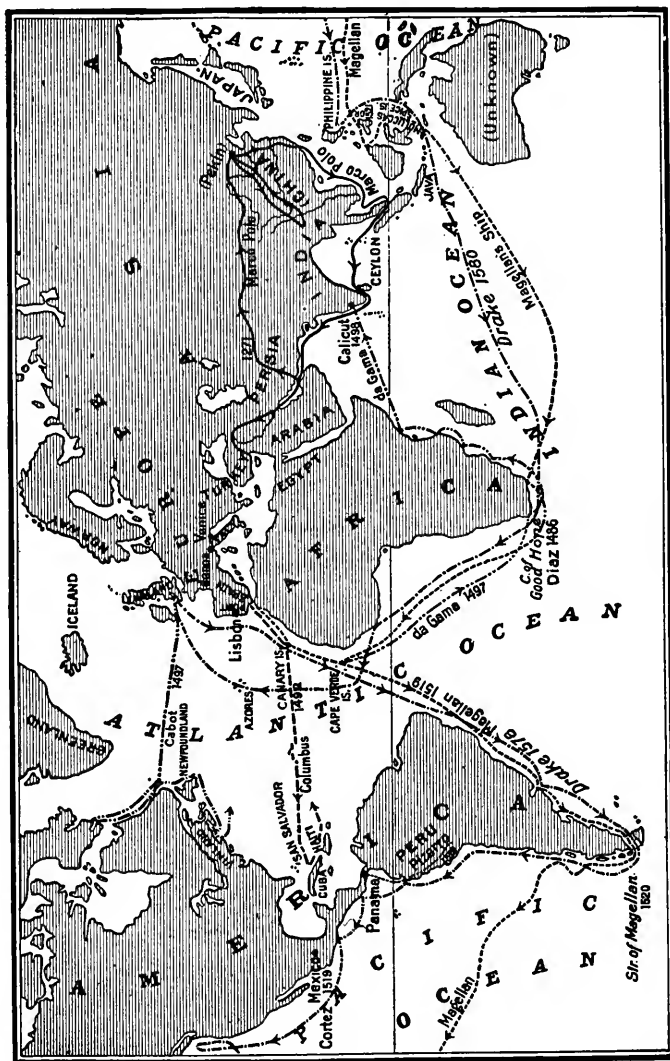 PACIFIC OCEAN
JAPAN
(Pekin)
CHINA
Marco Polo
PHILIPPINE IS.
Magellan
(Unknown)
JAVA
ASIA
INDIA
Marco Polo
1271
CEYLON
Calicut
1498
da Gama
PERSIA
ARABIA
TURKEY
EGYPT
INDIAN OCEAN
Drake 1580
Magellans Ship
EUROPE
NORWAY
Venice
SPAIN
Lisbon
AFRICA
C. of
Good Hope
Diaz 1486
da Gama 1497
ICELAND
GREENLAND
ATLANTIC
OCEAN
Cabot
1497
NEWFOUNDLAND
AZORES
CANARY IS.
1492
Columbus
CAPE VERDE
IS.
SAN SALVADOR
HAITI
CUBA
AMERICA
Mexico
Cortez 1519
Panama
PERU
Pizarro
Drake 1578
Magellan 1519
Str. of Magellan
1520
Magellan
PACIFIC
OCEAN